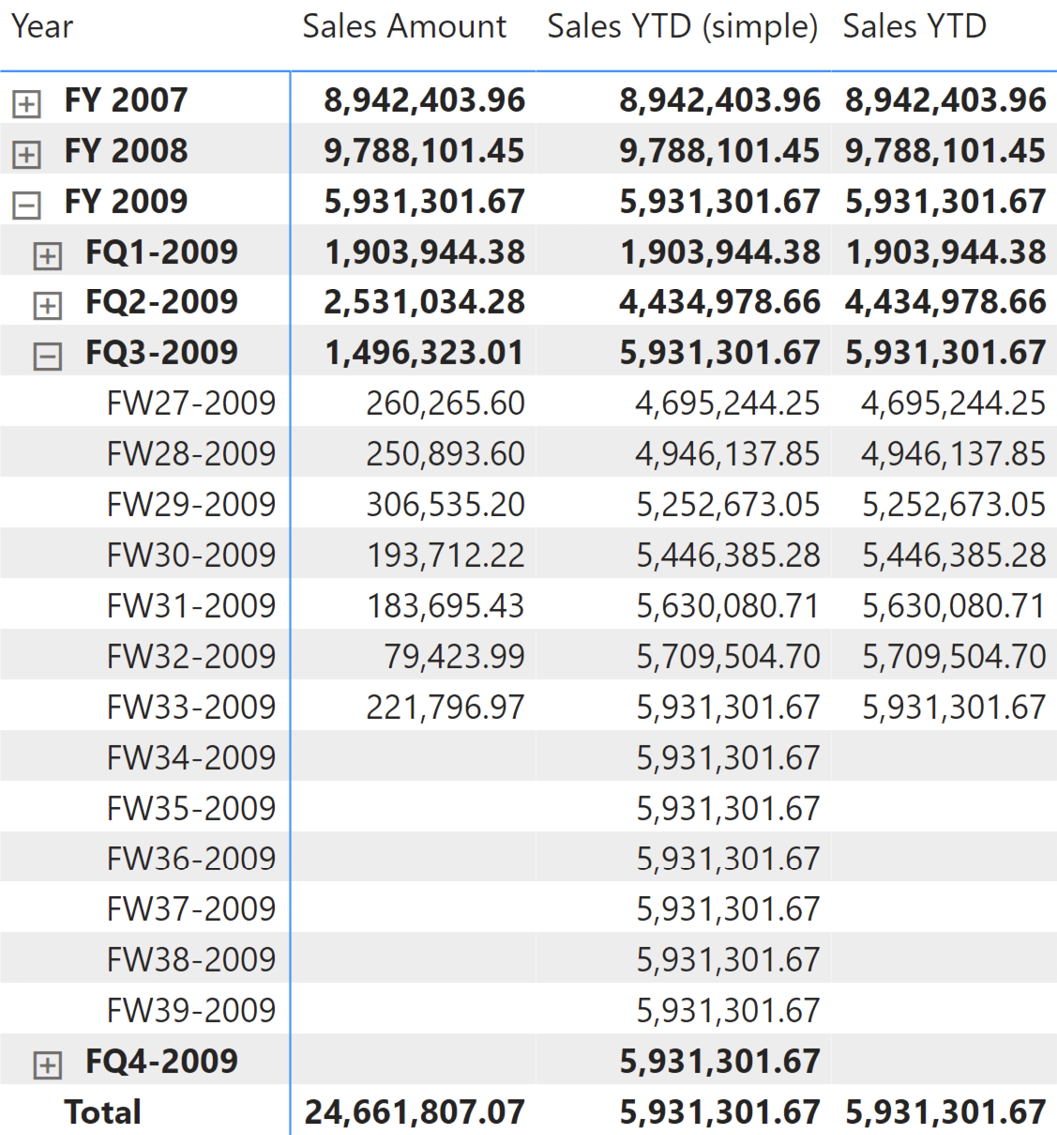 Year Sales Amount Sales YTD (simple) Sales YTD
FY 2007 8,942,403.96 8,942,403.96 8,942,403.96
FY 2008 9,788,101.45 9,788,101.45 9,788,101.45
FY 2009 5,931,301.67 5,931,301.67 5,931,301.67
FQ1-2009 1,903,944.38 1,903,944.38 1,903,944.38
FQ2-2009 2,531,034.28 4,434,978.66 4,434,978.66
FQ3-2009 1,496,323.01 5,931,301.67 5,931,301.67
FW27-2009 260,265.60 4,695,244.25 4,695,244.25
FW28-2009 250,893.60 4,946,137.85 4,946,137.85
FW29-2009 306,535.20 5,252,673.05 5,252,673.05
FW30-2009 193,712.22 5,446,385.28 5,446,385.28
FW31-2009 183,695.43 5,630,080.71 5,630,080.71
FW32-2009 79,423.99 5,709,504.70 5,709,504.70
FW33-2009 221,796.97 5,931,301.67 5,931,301.67
FW34-2009 5,931,301.67
FW35-2009 5,931,301.67
FW36-2009 5,931,301.67
FW37-2009 5,931,301.67
FW38-2009 5,931,301.67
FW39-2009 5,931,301.67
FQ4-2009 5,931,301.67
Total 24,661,807.07 5,931,301.67 5,931,301.67